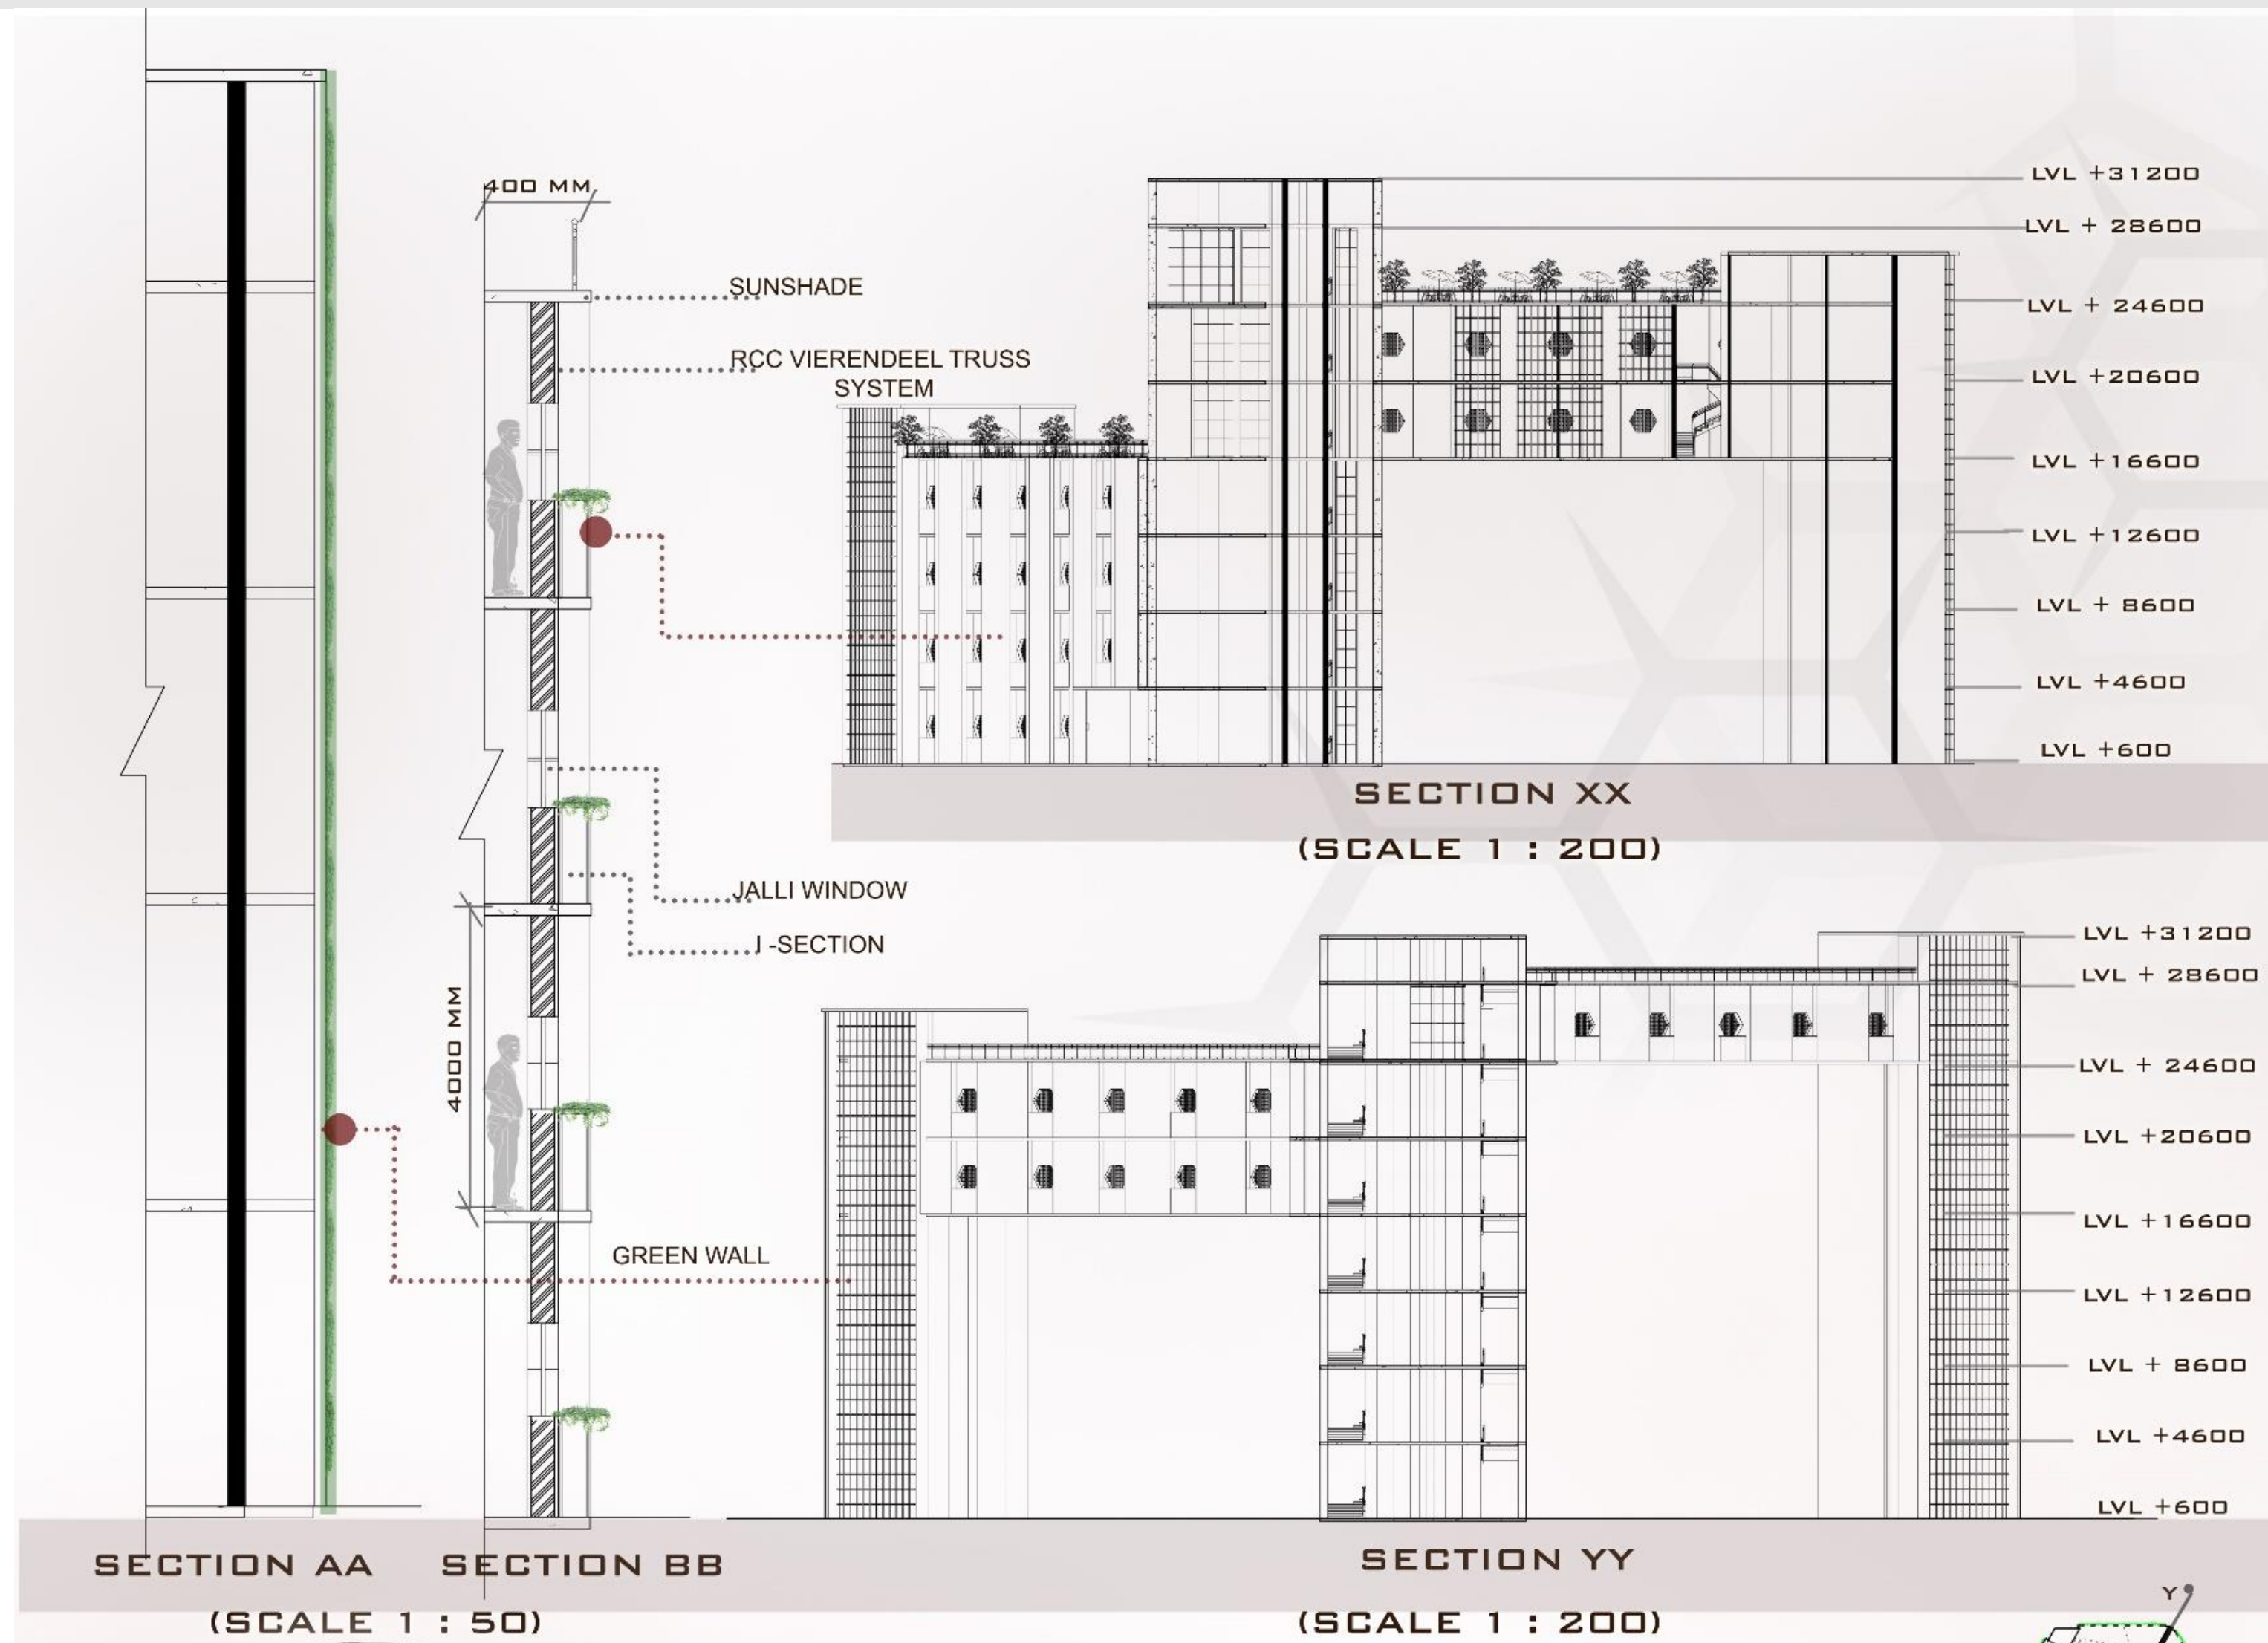 400 MM
SUNSHADE
RCC VIERENDEEL TRUSS
SYSTEM
JALLI WINDOW
I -SECTION
4000 MM
GREEN WALL
LVL +31200
LVL + 28600
LVL + 24600
LVL +20600
LVL +16600
LVL +12600
LVL + 8600
LVL +4600
LVL +600
SECTION XX
(SCALE 1 : 200)
LVL +31200
LVL + 28600
LVL + 24600
LVL +20600
LVL +16600
LVL +12600
LVL + 8600
LVL +4600
LVL +600
SECTION AA
SECTION BB
(SCALE 1 : 50)
SECTION YY
(SCALE 1 : 200)
Y